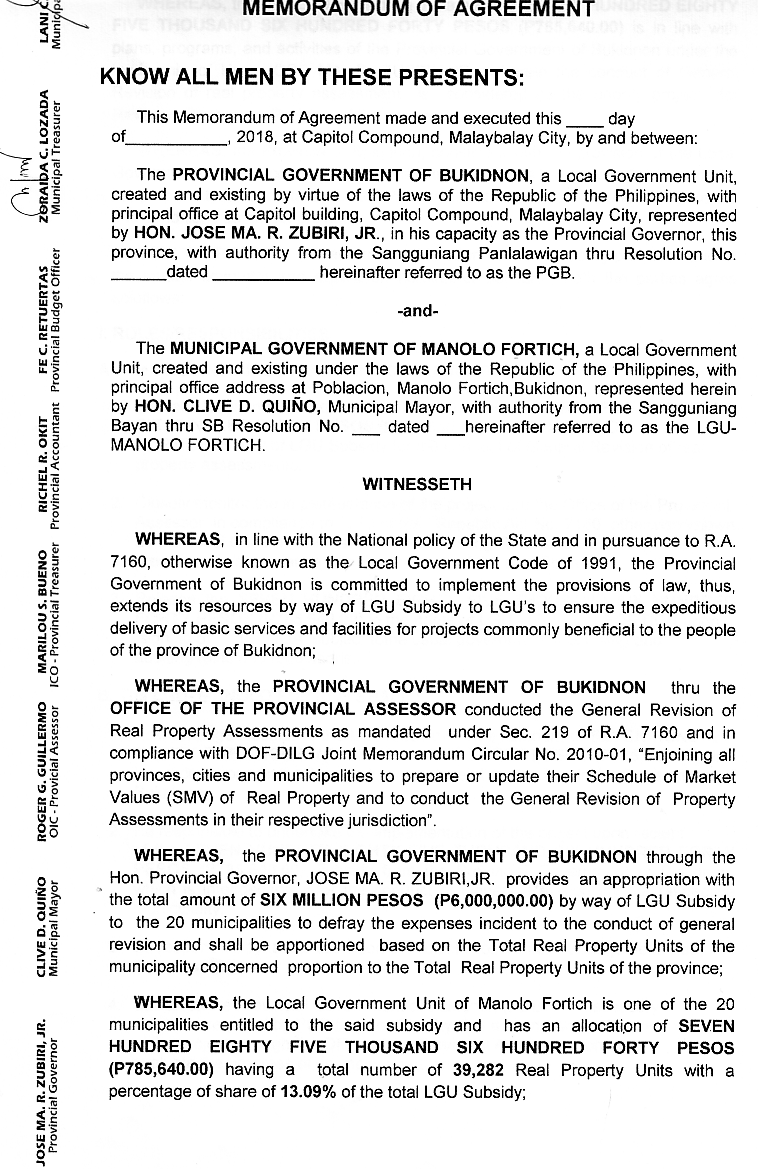 MEMORANDUM OF AGREEMENT
KNOW ALL MEN BY THESE PRESENTS:
This Memorandum of Agreement made and executed this ____ day
of___________, 2018, at Capitol Compound, Malaybalay City, by and between:
The PROVINCIAL GOVERNMENT OF BUKIDNON, a Local Government Unit,
created and existing by virtue of the laws of the Republic of the Philippines, with
principal office at Capitol building, Capitol Compound, Malaybalay City, represented
by HON. JOSE MA. R. ZUBIRI, JR., in his capacity as the Provincial Governor, this
province, with authority from the Sangguniang Panlalawigan thru Resolution No.
______dated ___________ hereinafter referred to as the PGB.
-and-
The MUNICIPAL GOVERNMENT OF MANOLO FORTICH, a Local Government
Unit, created and existing under the laws of the Republic of the Philippines, with
principal office address at Poblacion, Manolo Fortich,Bukidnon, represented herein
by HON. CLIVE D. QUIÑO, Municipal Mayor, with authority from the Sangguniang
Bayan thru SB Resolution No. ___ dated ___hereinafter referred to as the LGU-
MANOLO FORTICH.
WITNESSETH
WHEREAS, in line with the National policy of the State and in pursuance to R.A.
7160, otherwise known as the Local Government Code of 1991, the Provincial
Government of Bukidnon is committed to implement the provisions of law, thus,
extends its resources by way of LGU Subsidy to LGU's to ensure the expeditious
delivery of basic services and facilities for projects commonly beneficial to the people
of the province of Bukidnon;
WHEREAS, the PROVINCIAL GOVERNMENT OF BUKIDNON thru the
OFFICE OF THE PROVINCIAL ASSESSOR conducted the General Revision of
Real Property Assessments as mandated under Sec. 219 of R.A. 7160 and in
compliance with DOF-DILG Joint Memorandum Circular No. 2010-01, "Enjoining all
provinces, cities and municipalities to prepare or update their Schedule of Market
Values (SMV) of Real Property and to conduct the General Revision of Property
Assessments in their respective jurisdiction".
WHEREAS, the PROVINCIAL GOVERNMENT OF BUKIDNON through the
Hon. Provincial Governor, JOSE MA. R. ZUBIRI,JR. provides an appropriation with
the total amount of SIX MILLION PESOS (P6,000,000.00) by way of LGU Subsidy
to the 20 municipalities to defray the expenses incident to the conduct of general
revision and shall be apportioned based on the Total Real Property Units of the
municipality concerned proportion to the Total Real Property Units of the province;
WHEREAS, the Local Government Unit of Manolo Fortich is one of the 20
municipalities entitled to the said subsidy and has an allocation of SEVEN
HUNDRED EIGHTY FIVE THOUSAND SIX HUNDRED FORTY PESOS
(P785,640.00) having a total number of 39,282 Real Property Units with a
percentage of share of 13.09% of the total LGU Subsidy;
JOSE MA. R. ZUBIRI, JR.
Provincial Governor
CLIVE D. QUIÑO
Municipal Mayor
ROGER G. GUILLERMO
OIC - Provicial Assessor
MARILOU S. BUENO
ICO - Provincial Treasurer
RICHEL R. OKIT
Provincial Accountant
FE C. RETUERTAS
Provincial Budget Officer
ZORAIDA C. LOZADA
Municipal Treasurer
LANI